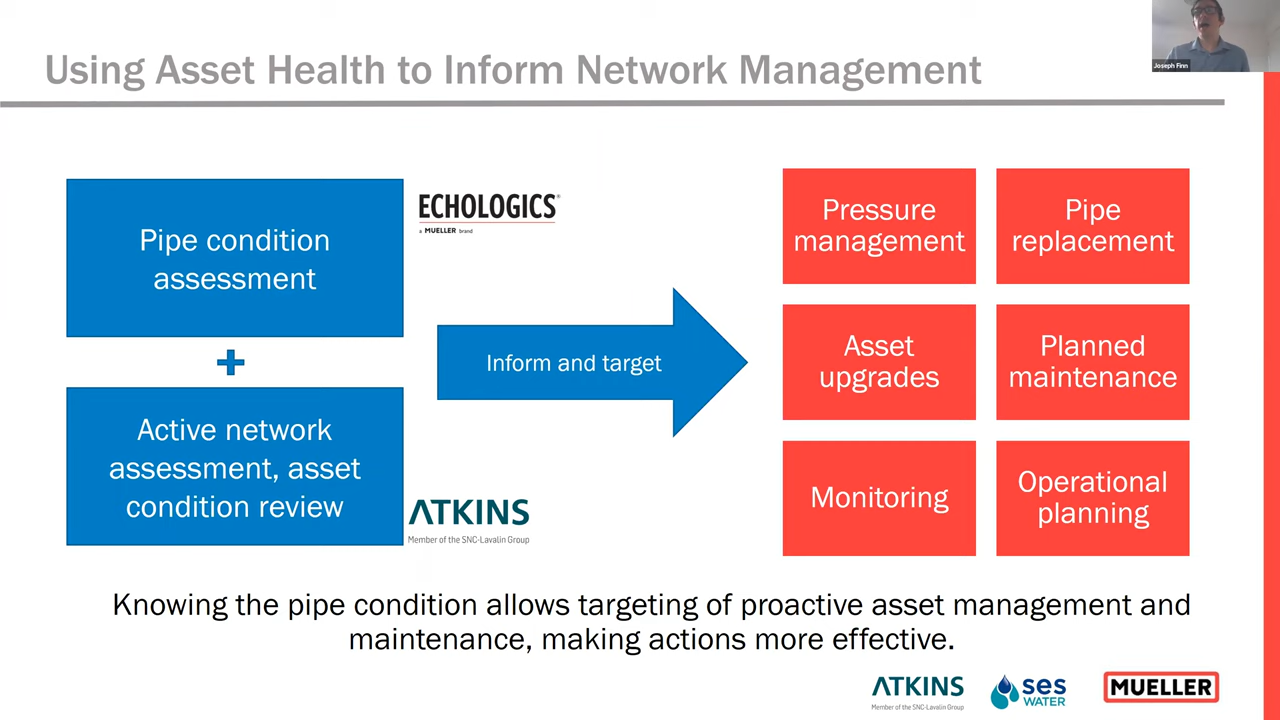 Using Asset Health to Inform Network Management
Joseph Finn
Pipe condition
assessment
ECHOLOGICS®
a MUELLER brand
+
Active network
assessment, asset
condition review
ATKINS
Member of the SNC-Lavalin Group
Inform and target
Pressure
management
Pipe
replacement
Asset
upgrades
Planned
maintenance
Monitoring
Operational
planning
Knowing the pipe condition allows targeting of proactive asset management and
maintenance, making actions more effective.
ATKINS
Member of the SNC-Lavalin Group
ses
WATER
MUELLER